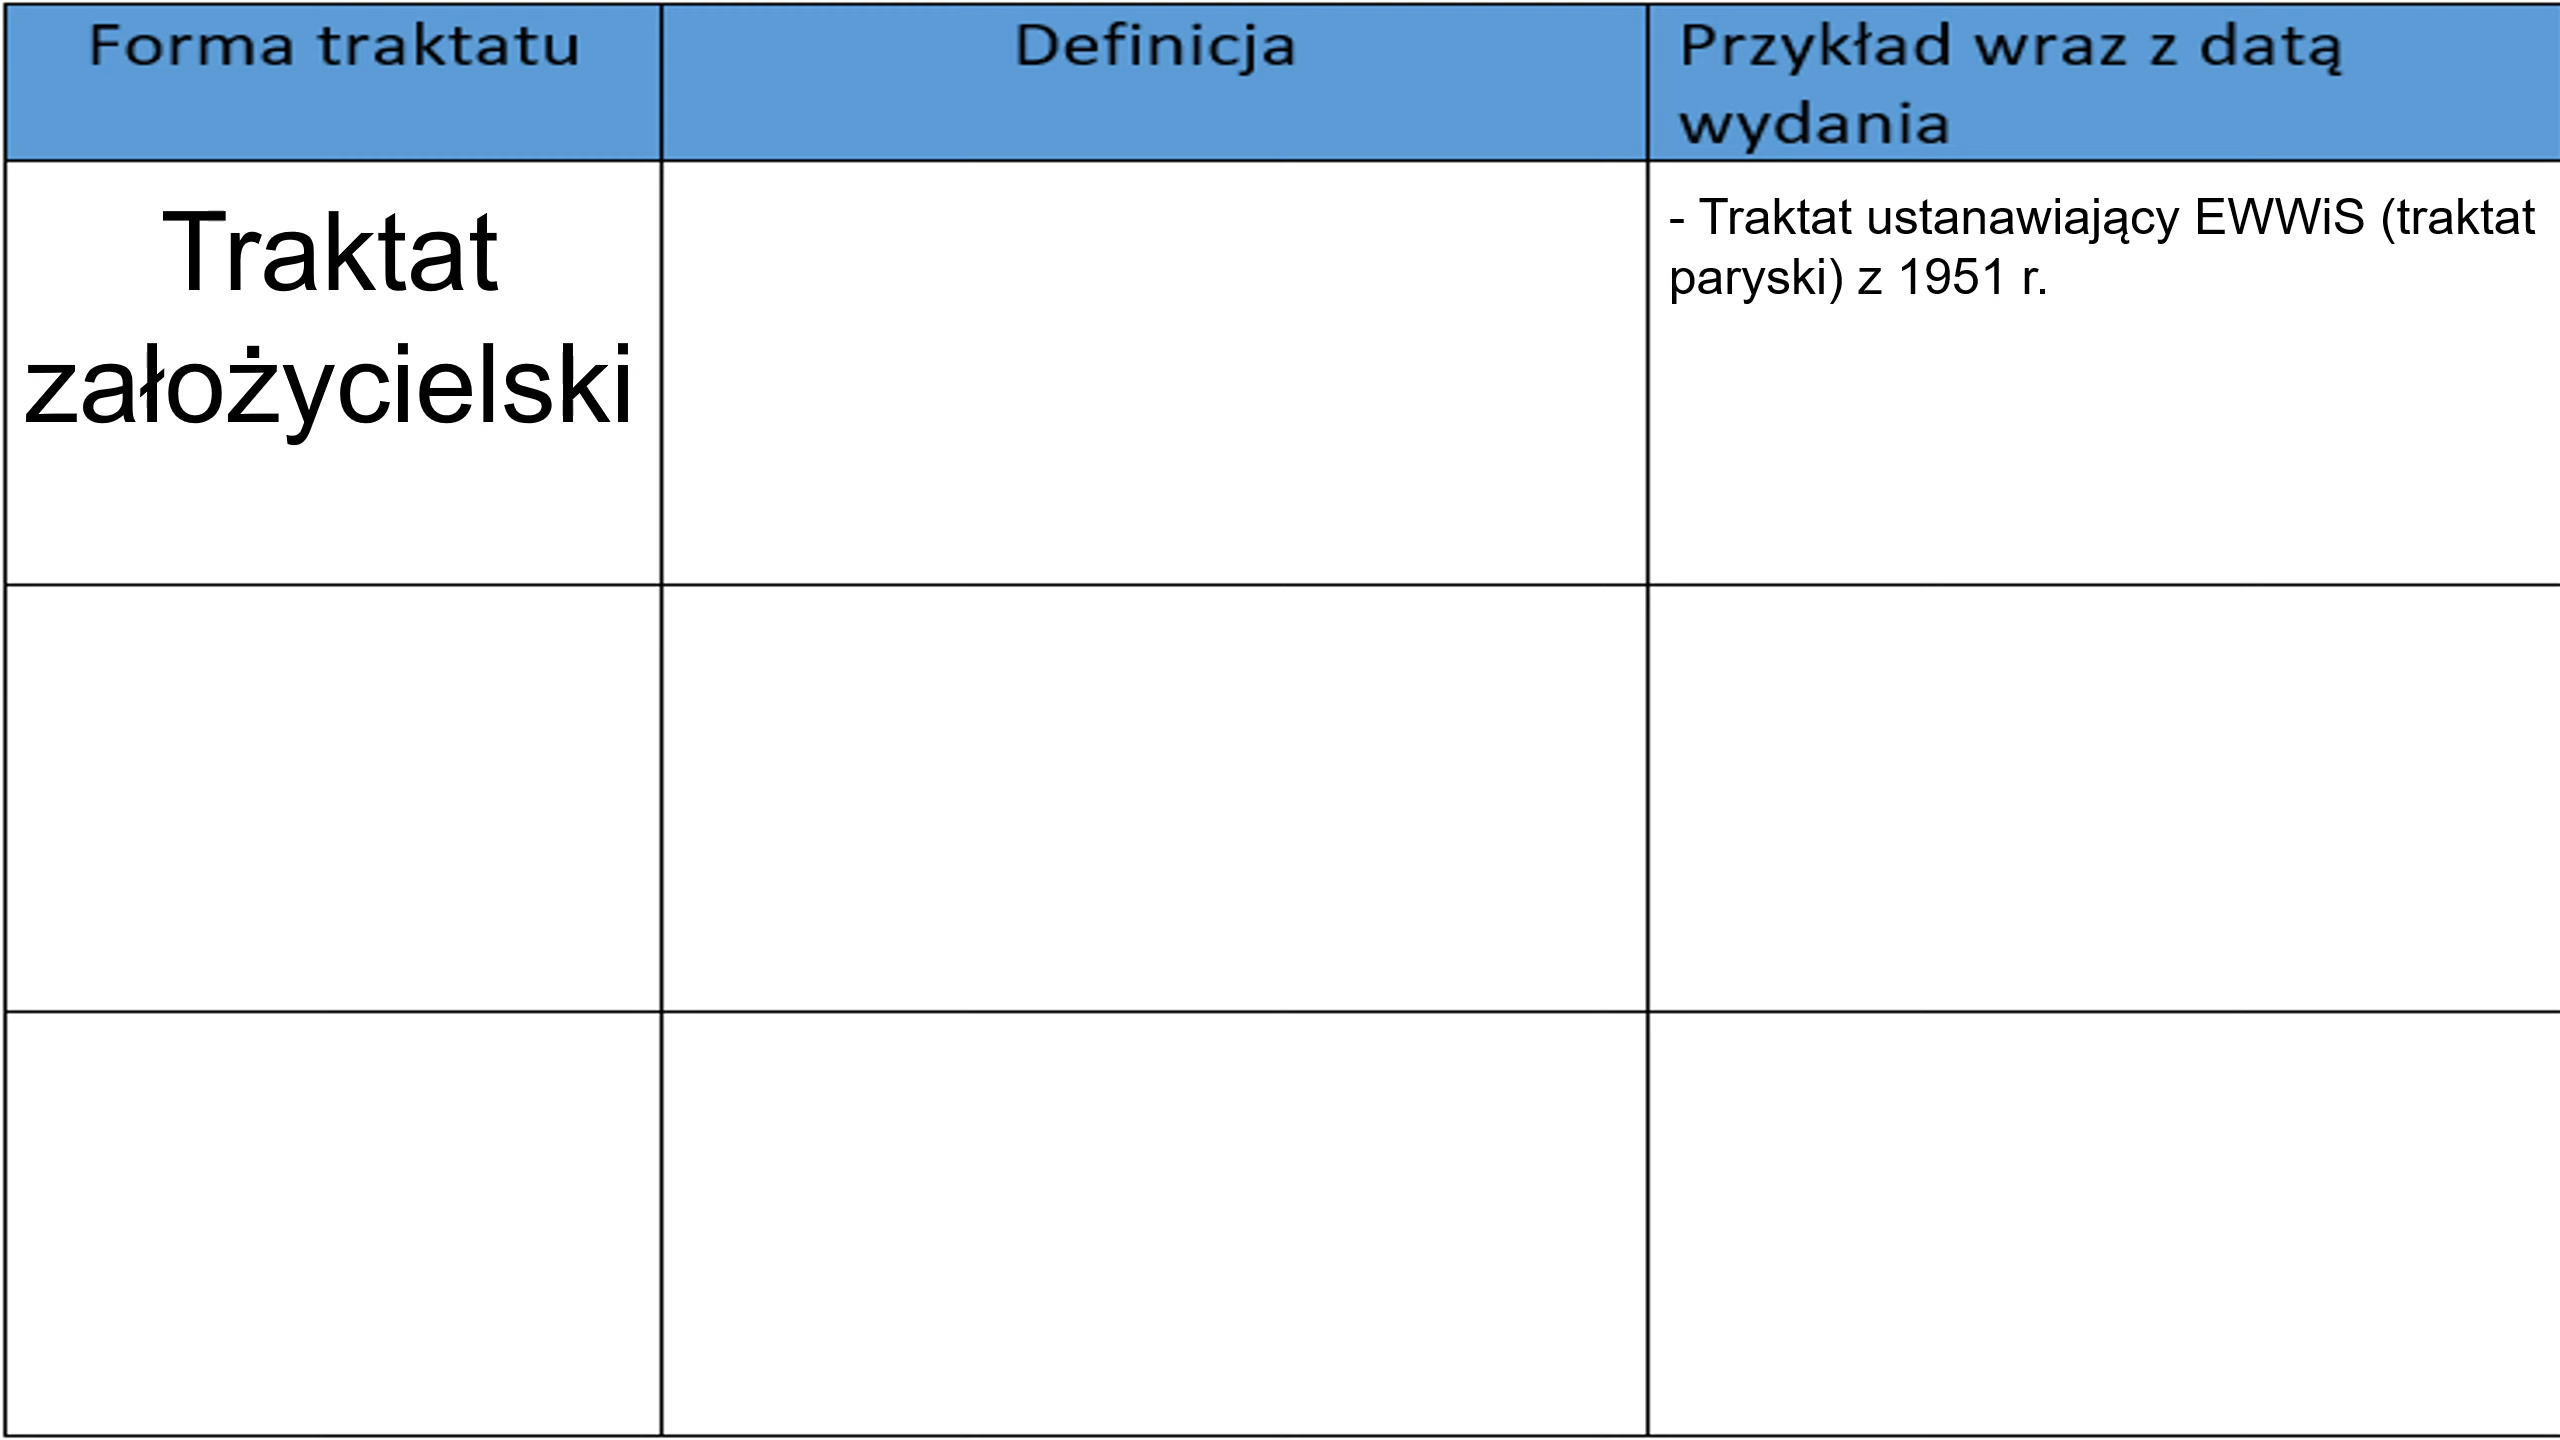 Forma traktatu
Definicja
Przykład wraz z datą
wydania
Traktat
założycielski
- Traktat ustanawiający EWWiS (traktat
paryski) z 1951 r.